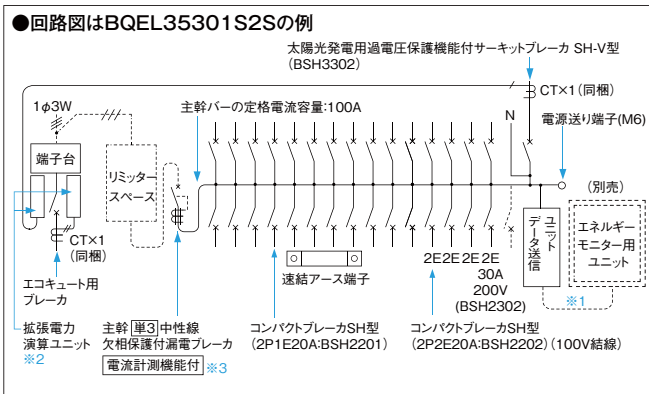 ●回路図はBQEL35301S2Sの例
太陽光発電用過電圧保護機能付サーキットブレーカ SH-V型
(BSH3302)
CT×1(同梱)
1φ3W
主幹バーの定格電流容量:100A
N
電源送り端子(M6)
端子台
リミッター
スペース
(別売)
データ送信
ユニット
エネルギー
モニター用
ユニット
CT×1
(同梱)
エコキュート用
ブレーカ
速結アース端子
2E2E 2E 2E
30A
200V
(BSH2302)
※1
拡張電力
演算ユニット
※2
主幹 単3 中性線
欠相保護付漏電ブレーカ
電流計測機能付 ※3
コンパクトブレーカSH型
(2P1E20A:BSH2201)
コンパクトブレーカSH型
(2P2E20A:BSH2202)(100V結線)